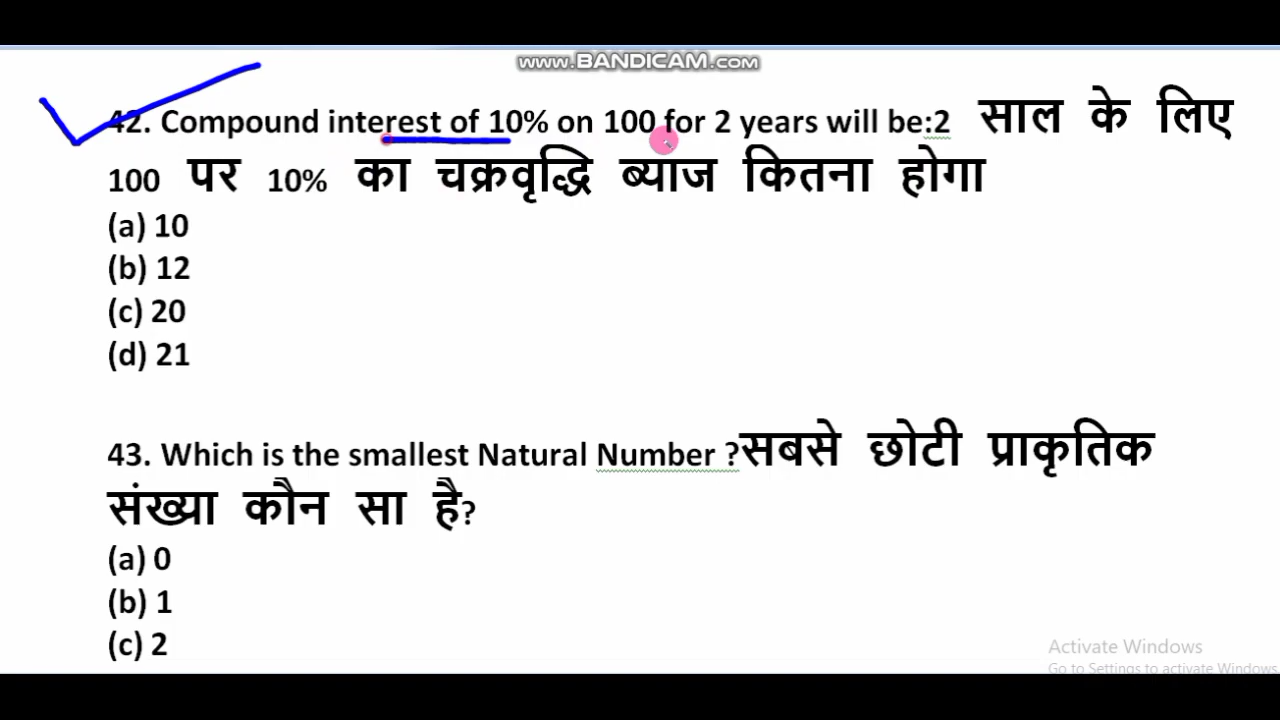 www.BANDICAM.com
42. Compound interest of 10% on 100 for 2 years will be:2 साल के लिए
100 पर 10% का चक्रवृद्धि ब्याज कितना होगा
(a) 10
(b) 12
(c) 20
(d) 21
43. Which is the smallest Natural Number ?सबसे छोटी प्राकृतिक
संख्या कौन सा है?
(a) 0
(b) 1
(c) 2
Activate Windows
Go to Settings to activate Windows